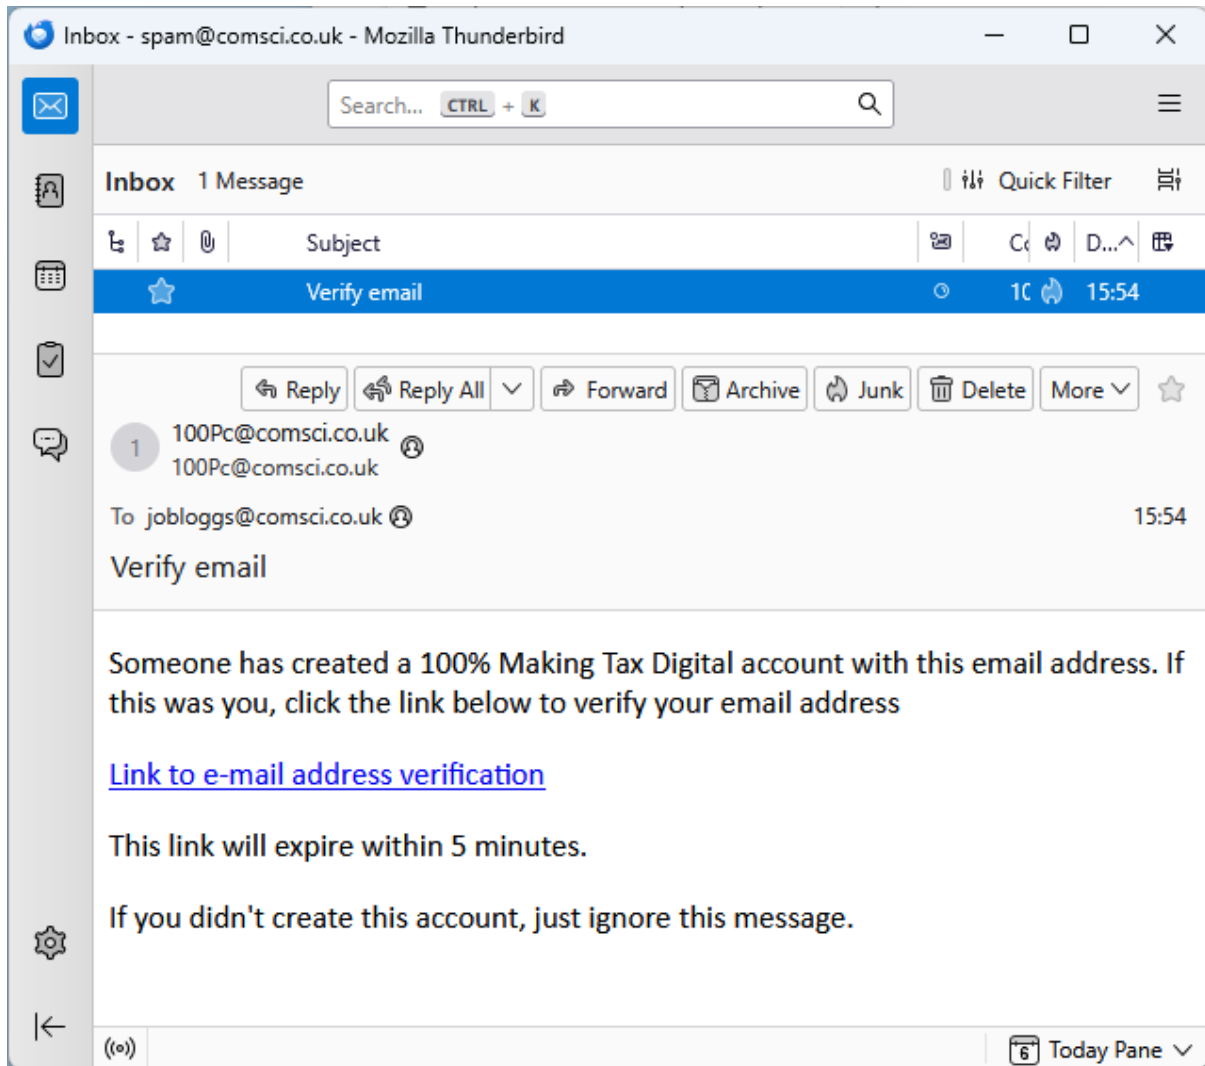 Inbox - spam@comsci.co.uk - Mozilla Thunderbird
Search... CTRL + K
Inbox 1 Message Quick Filter
Subject D...
Verify email 15:54
Reply Reply All Forward Archive Junk Delete More
1 100Pc@comsci.co.uk
100Pc@comsci.co.uk
To jobloggs@comsci.co.uk 15:54
Verify email
Someone has created a 100% Making Tax Digital account with this email address. If
this was you, click the link below to verify your email address
Link to e-mail address verification
This link will expire within 5 minutes.
If you didn't create this account, just ignore this message.
6 Today Pane